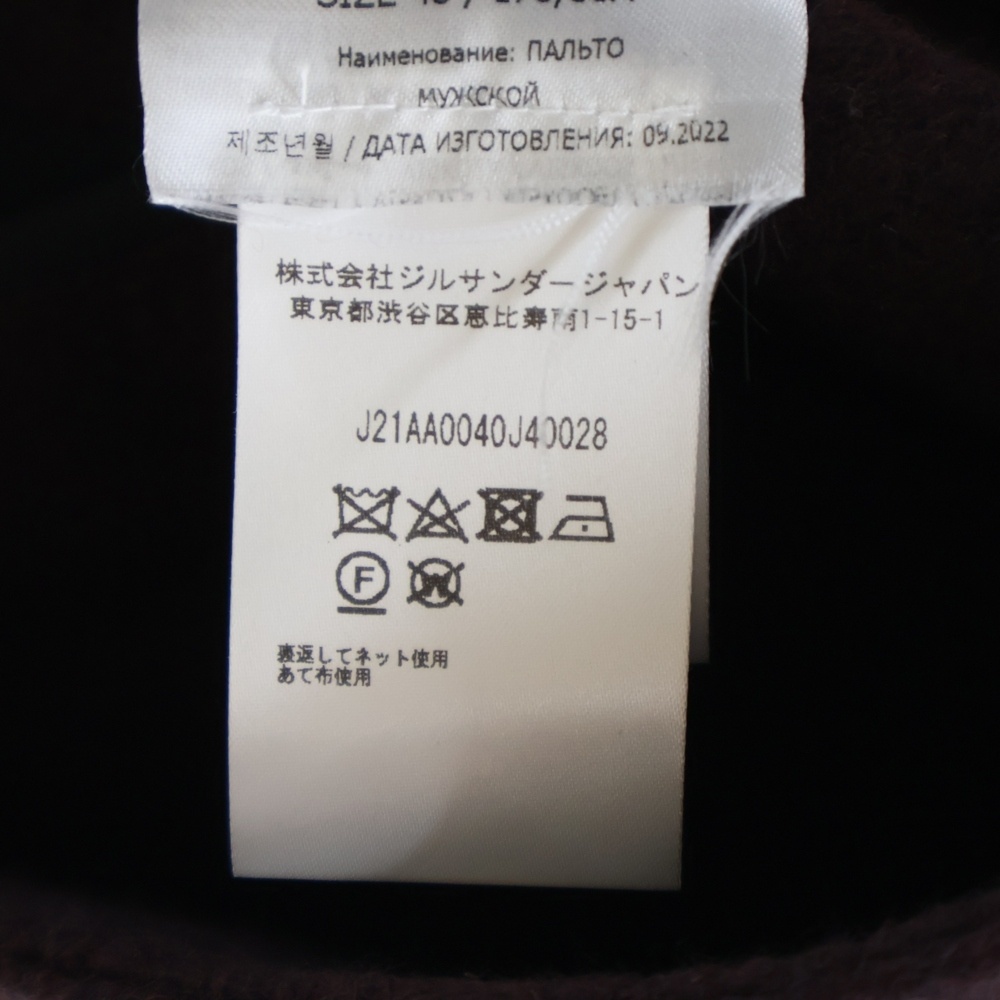 SIZE
Наименование: ПАЛЬТО
МУЖСКОЙ
제조년월 / ДАТА ИЗГОТОВЛЕНИЯ: 09.2022
株式会社ジルサンダージャパン
東京都渋谷区恵比寿南1-15-1
J21AA0040J40028
F
W
裏返してネット使用
あて布使用